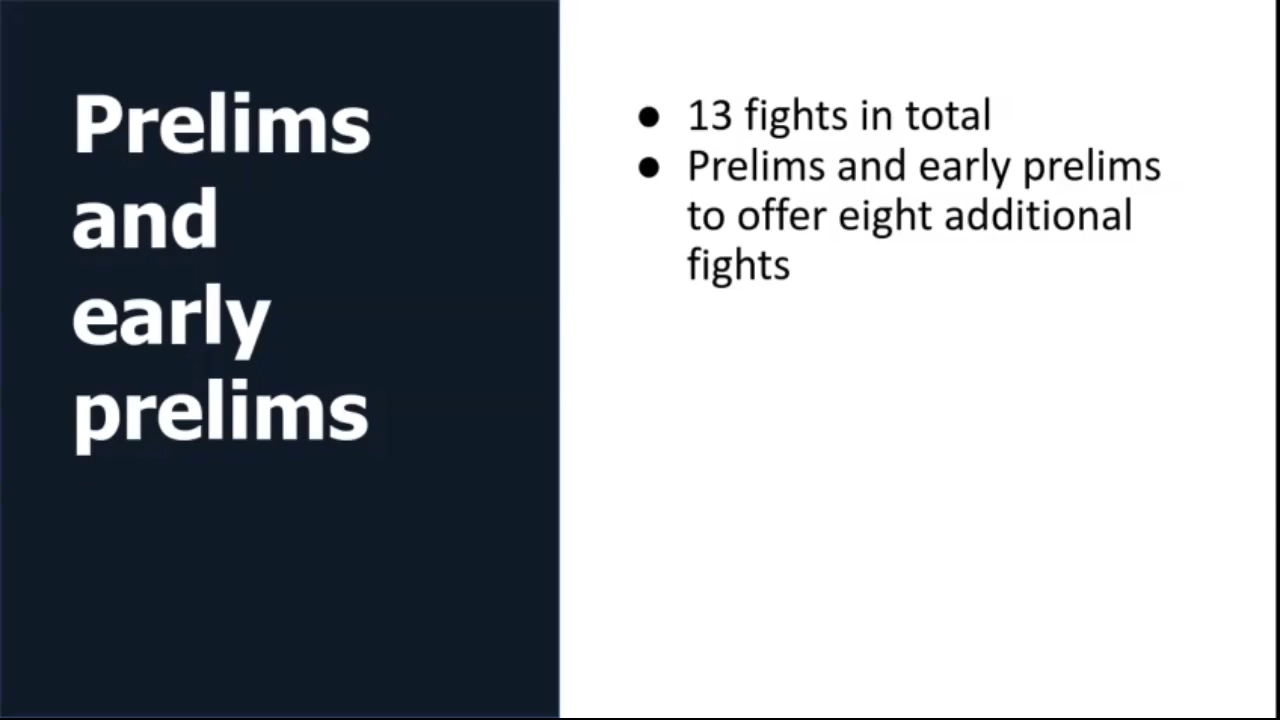 Prelims
and
early
prelims
● 13 fights in total
● Prelims and early prelims
to offer eight additional
fights